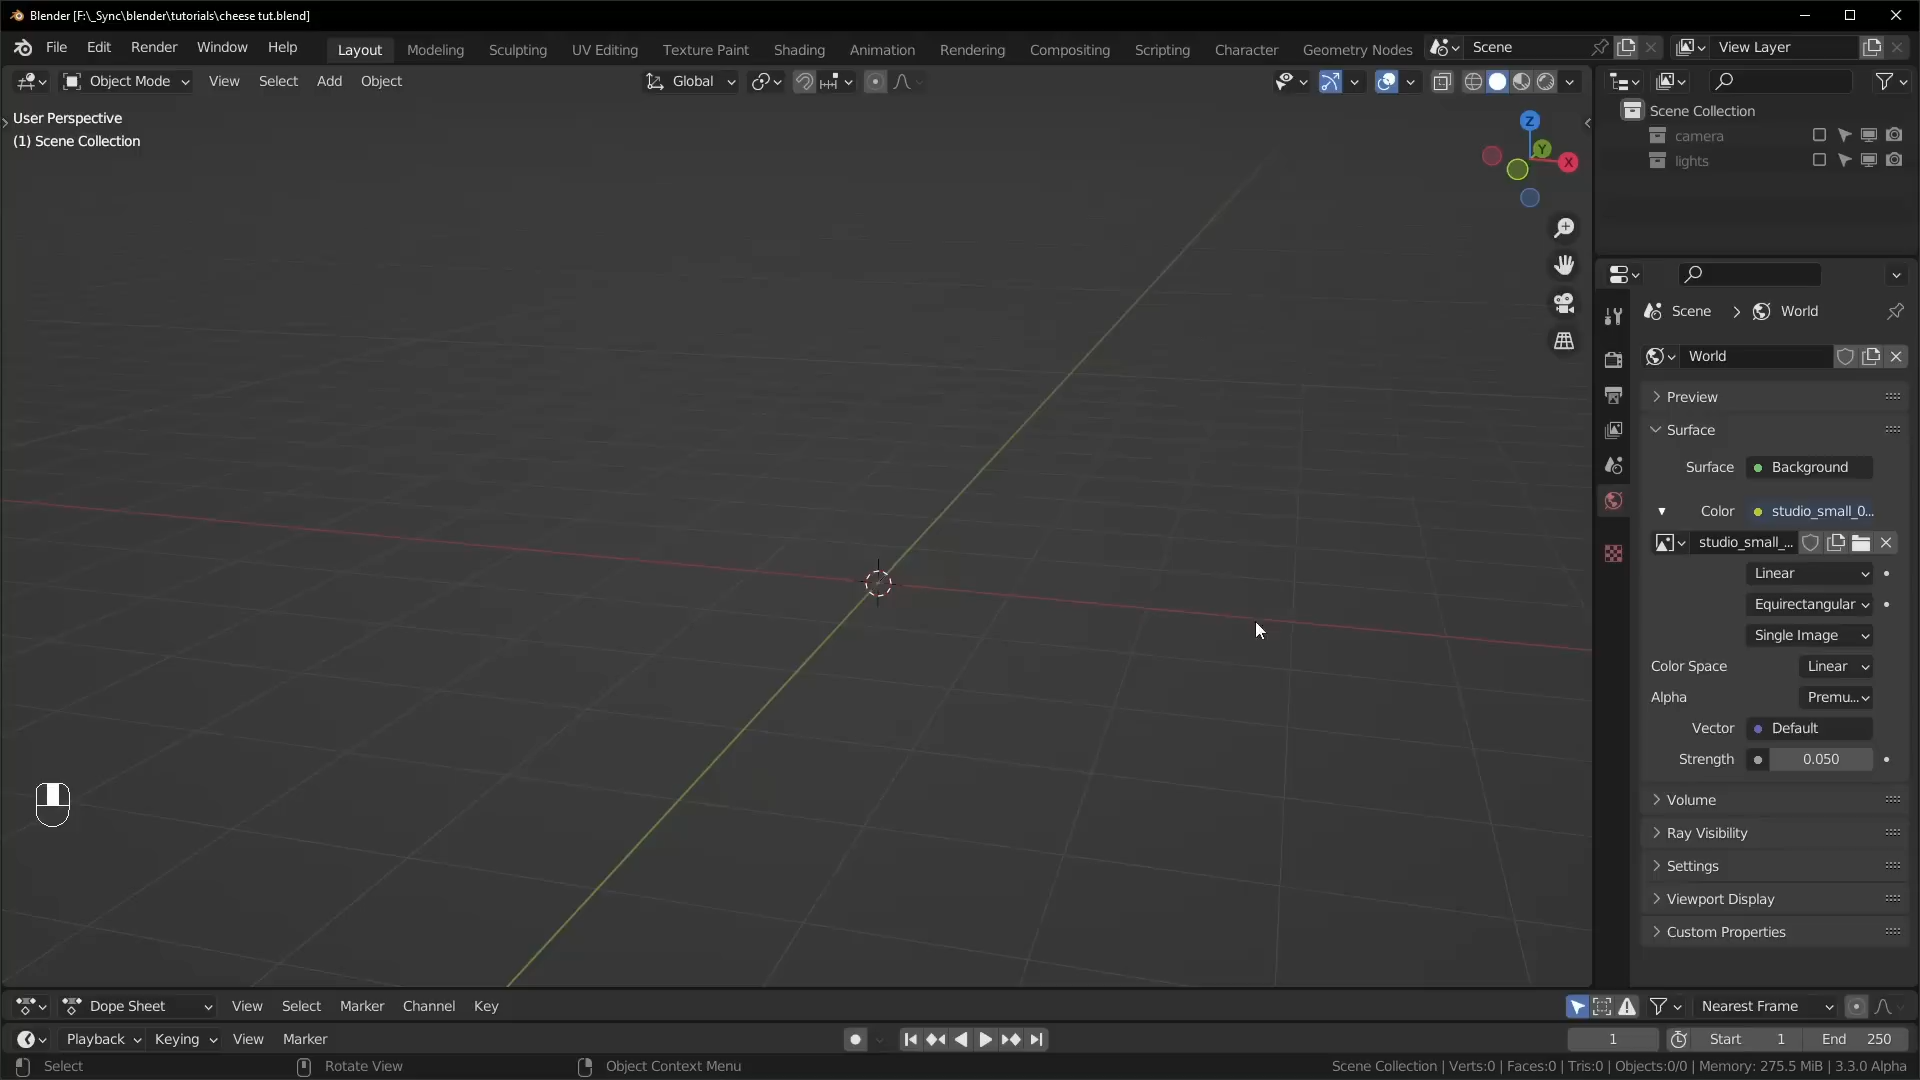 Blender [F:\_Sync\blender\tutorials\cheese tut.blend]
File Edit Render Window Help Layout Modeling Sculpting UV Editing Texture Paint Shading Animation Rendering Compositing Scripting Character Geometry Nodes Scene View Layer
Object Mode View Select Add Object Global
User Perspective
(1) Scene Collection
Z
Y
X
Scene Collection
camera
lights
Scene World
World
Preview
Surface
Surface Background
Color studio_small_0...
studio_small_...
Linear
Equirectangular
Single Image
Color Space Linear
Alpha Premu...
Vector Default
Strength 0.050
Volume
Ray Visibility
Settings
Viewport Display
Custom Properties
Dope Sheet View Select Marker Channel Key Nearest Frame
Playback Keying View Marker 1 Start 1 End 250
Select Rotate View Object Context Menu Scene Collection | Verts:0 | Faces:0 | Tris:0 | Objects:0/0 | Memory: 275.5 MiB | 3.3.0 Alpha